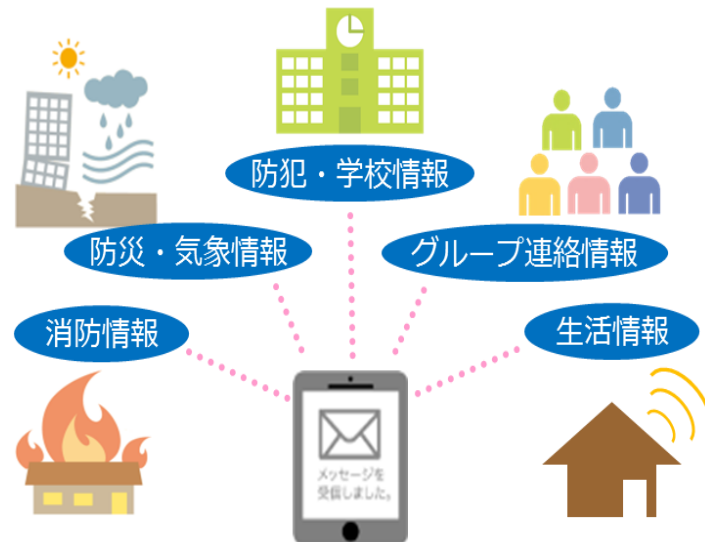 防犯・学校情報
防災・気象情報
グループ連絡情報
消防情報
生活情報
メッセージを
受信しました。